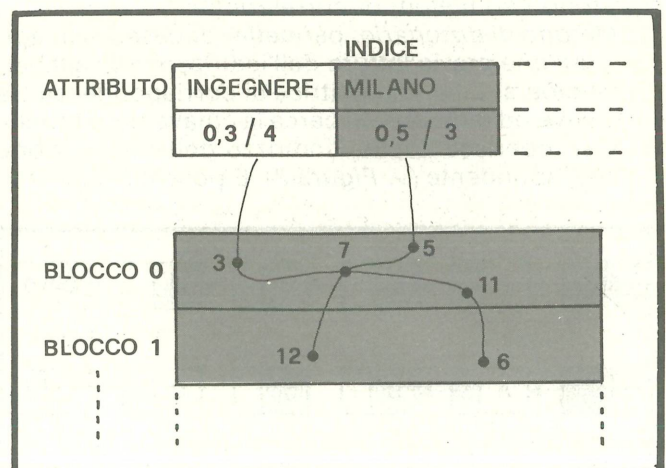 INDICE
ATTRIBUTO INGEGNERE MILANO
0,3 / 4 0,5 / 3
BLOCCO 0 3 7 5
11
BLOCCO 1 12 6